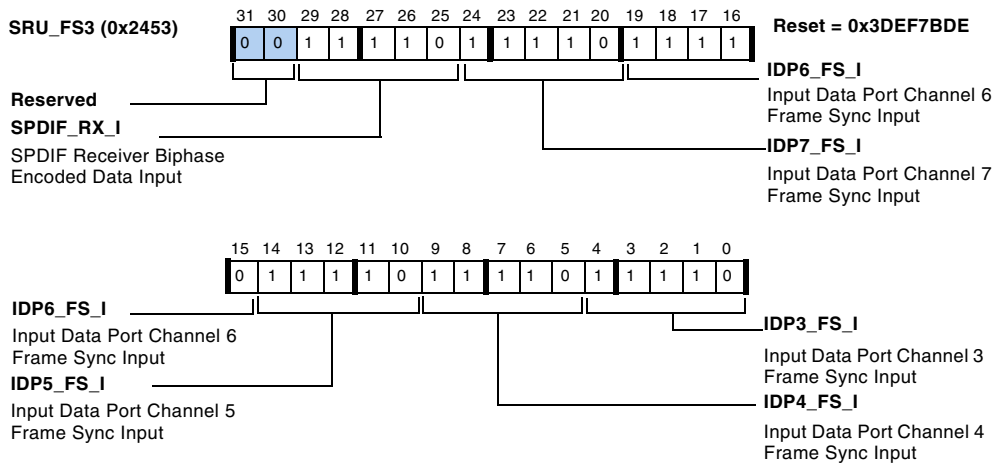 SRU_FS3 (0x2453)
31 30 29 28 27 26 25 24 23 22 21 20 19 18 17 16
Reset = 0x3DEF7BDE
0 0 1 1 1 1 0 1 1 1 1 0 1 1 1 1
Reserved
SPDIF_RX_I
SPDIF Receiver Biphase
Encoded Data Input
IDP6_FS_I
Input Data Port Channel 6
Frame Sync Input
IDP7_FS_I
Input Data Port Channel 7
Frame Sync Input
15 14 13 12 11 10 9 8 7 6 5 4 3 2 1 0
0 1 1 1 1 0 1 1 1 1 0 1 1 1 1 0
IDP6_FS_I
Input Data Port Channel 6
Frame Sync Input
IDP5_FS_I
Input Data Port Channel 5
Frame Sync Input
IDP3_FS_I
Input Data Port Channel 3
Frame Sync Input
IDP4_FS_I
Input Data Port Channel 4
Frame Sync Input